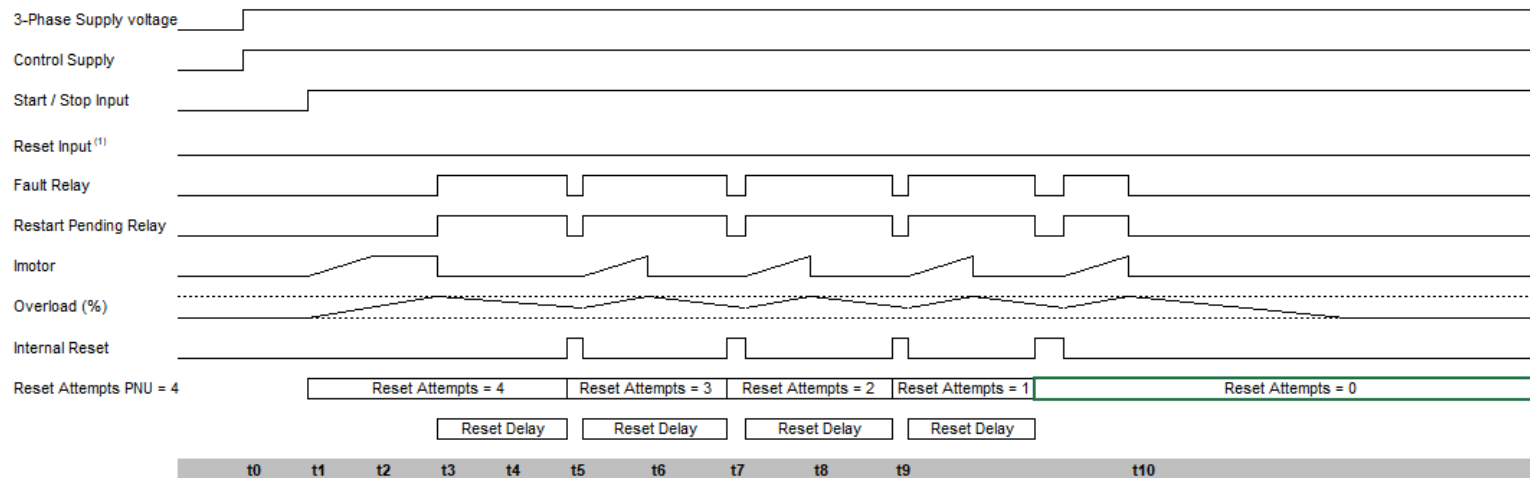 3-Phase Supply voltage
Control Supply
Start / Stop Input
Reset Input (1)
Fault Relay
Restart Pending Relay
Imotor
Overload (%)
Internal Reset
Reset Attempts PNU = 4 Reset Attempts = 4 Reset Attempts = 3 Reset Attempts = 2 Reset Attempts = 1 Reset Attempts = 0
Reset Delay Reset Delay Reset Delay Reset Delay
t0 t1 t2 t3 t4 t5 t6 t7 t8 t9 t10